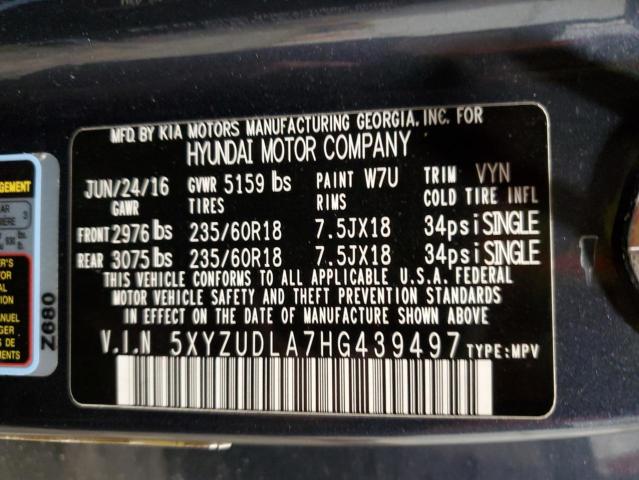 MFD. BY KIA MOTORS MANUFACTURING GEORGIA. INC. FOR
HYUNDAI MOTOR COMPANY
JUN/24/16 GVWR 5159 lbs PAINT W7U TRIM VYN
GAWR TIRES RIMS COLD TIRE INFL
FRONT 2976 lbs 235/60R18 7.5JX18 34psi SINGLE
REAR 3075 lbs 235/60R18 7.5JX18 34psi SINGLE
THIS VEHICLE CONFORMS TO ALL APPLICABLE U.S.A. FEDERAL
MOTOR VEHICLE SAFETY AND THEFT PREVENTION STANDARDS
IN EFFECT ON THE DATE OF MANUFACTURE SHOWN ABOVE.
V.I.N 5XYZUDLA7HG439497 TYPE: MPV
Z680